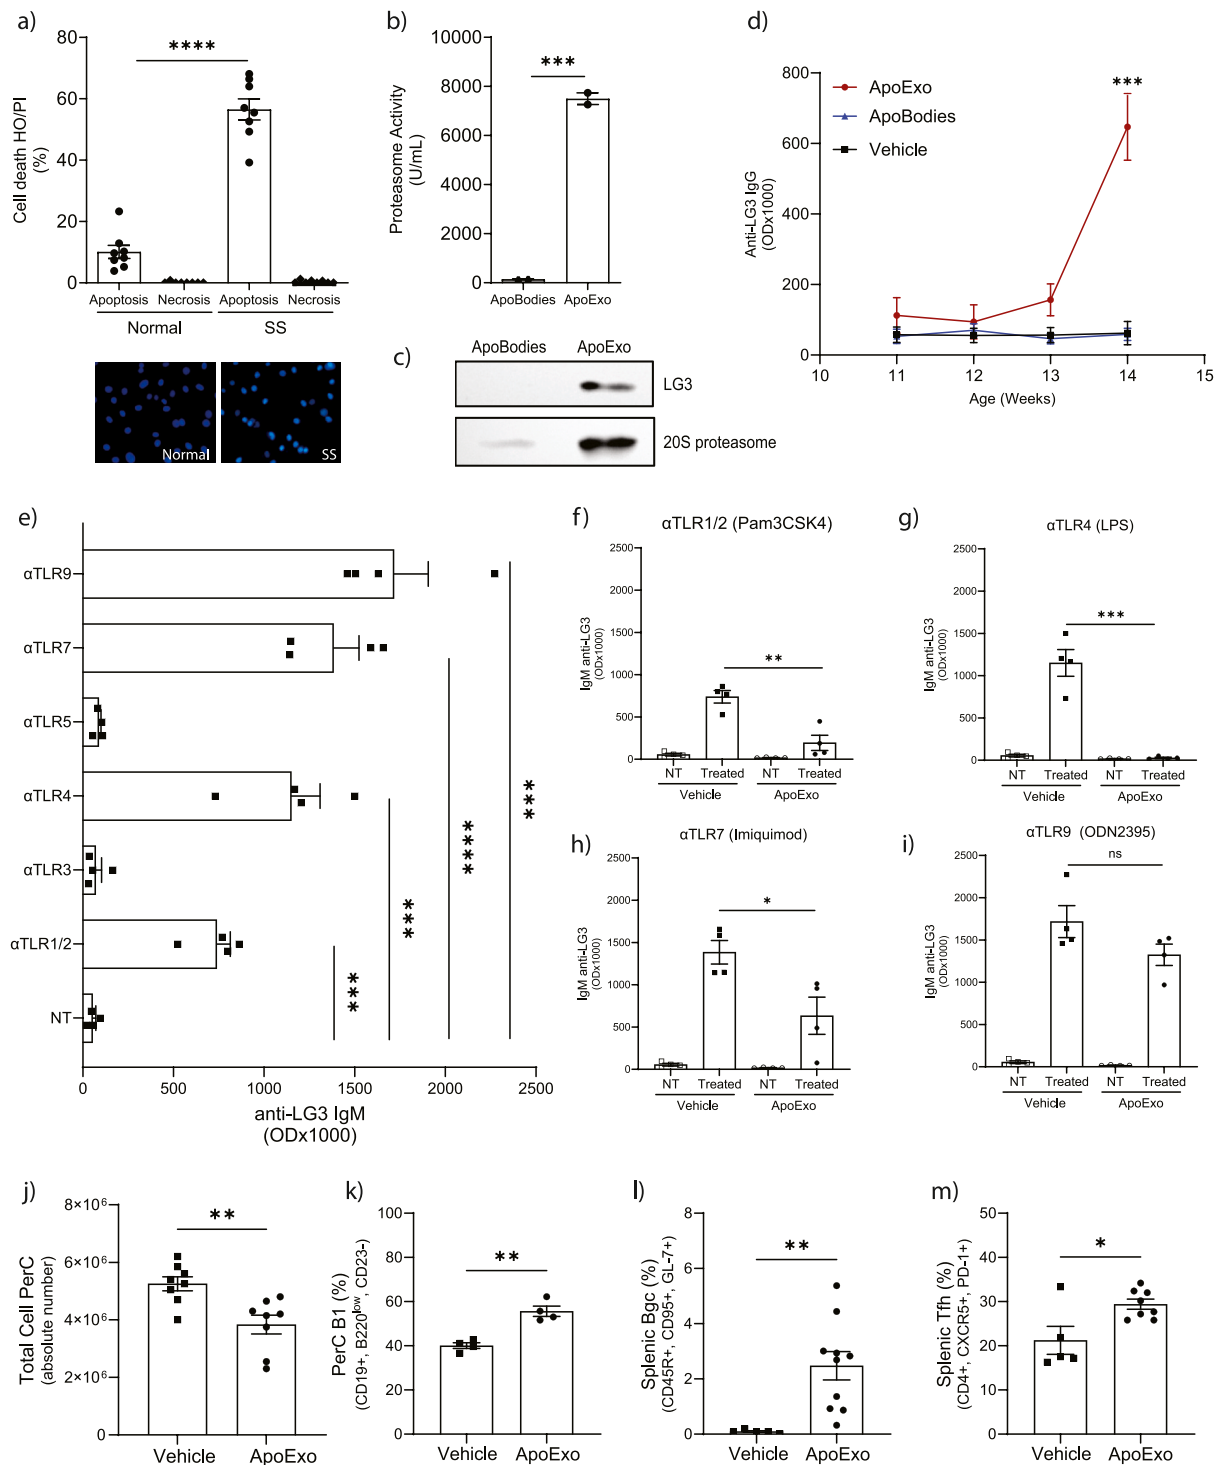 a)
80
60
40
20
0
Cell death HO/PI
(%)
****
Apoptosis Necrosis Apoptosis Necrosis
Normal SS
Normal
SS
b)
10000
8000
6000
4000
2000
0
Proteasome Activity
(U/mL)
***
ApoBodies ApoExo
c)
ApoBodies ApoExo
LG3
20S proteasome
d)
800
600
400
200
0
Anti-LG3 IgG
(ODx1000)
ApoExo
ApoBodies
Vehicle
***
10 11 12 13 14 15
Age (Weeks)
e)
αTLR9
αTLR7
αTLR5
αTLR4
αTLR3
αTLR1/2
NT
***
****
***
***
0 500 1000 1500 2000 2500
anti-LG3 IgM
(ODx1000)
f)
αTLR1/2 (Pam3CSK4)
2500
2000
1500
1000
500
0
IgM anti-LG3
(ODx1000)
**
NT Treated NT Treated
Vehicle ApoExo
g)
αTLR4 (LPS)
2500
2000
1500
1000
500
0
IgM anti-LG3
(ODx1000)
***
NT Treated NT Treated
Vehicle ApoExo
h)
αTLR7 (Imiquimod)
2500
2000
1500
1000
500
0
IgM anti-LG3
(ODx1000)
*
NT Treated NT Treated
Vehicle ApoExo
i)
αTLR9 (ODN2395)
2500
2000
1500
1000
500
0
IgM anti-LG3
(ODx1000)
ns
NT Treated NT Treated
Vehicle ApoExo
j)
8×10⁶
6×10⁶
4×10⁶
2×10⁶
Total Cell PerC
(absolute number)
**
Vehicle ApoExo
k)
100
80
60
40
20
0
PerC B1 (%)
(CD19+, B220low, CD23-)
**
Vehicle ApoExo
l)
8
6
4
2
0
Splenic Bgc (%)
(CD45R+, CD95+, GL-7+)
**
Vehicle ApoExo
m)
50
40
30
20
10
0
Splenic Tfh (%)
(CD4+, CXCR5+, PD-1+)
*
Vehicle ApoExo